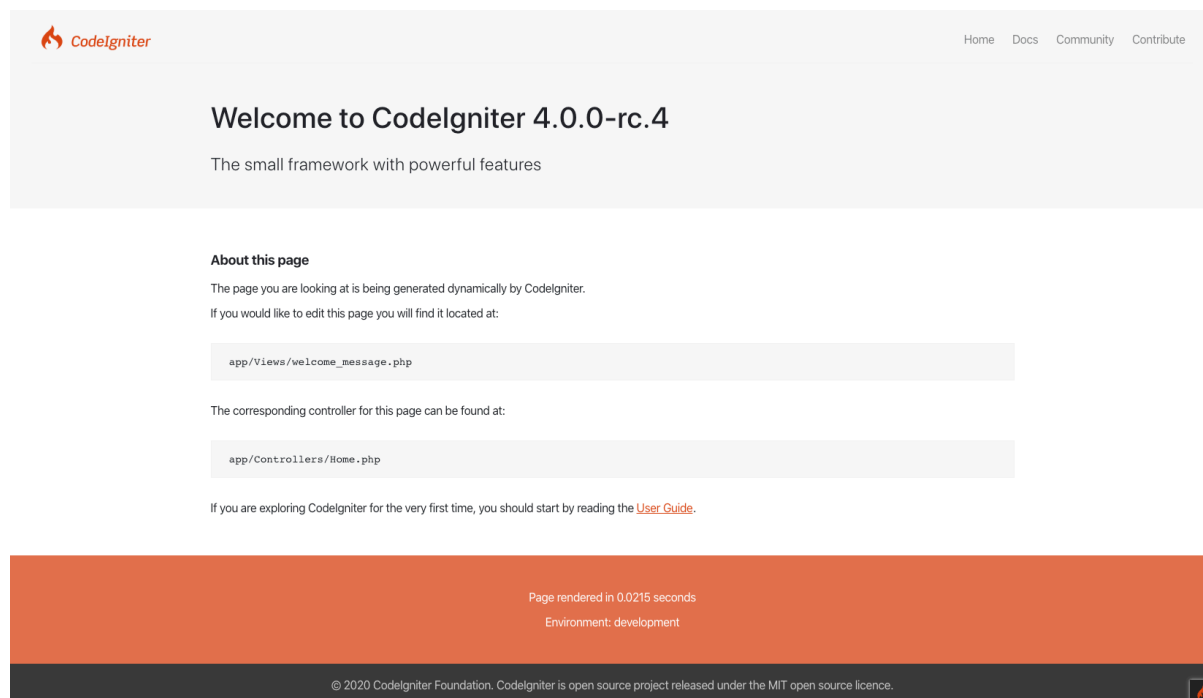 CodeIgniter
Home Docs Community Contribute
Welcome to CodeIgniter 4.0.0-rc.4
The small framework with powerful features
About this page
The page you are looking at is being generated dynamically by CodeIgniter.
If you would like to edit this page you will find it located at:
app/Views/welcome_message.php
The corresponding controller for this page can be found at:
app/Controllers/Home.php
If you are exploring CodeIgniter for the very first time, you should start by reading the User Guide.
Page rendered in 0.0215 seconds
Environment: development
© 2020 CodeIgniter Foundation. CodeIgniter is open source project released under the MIT open source licence.